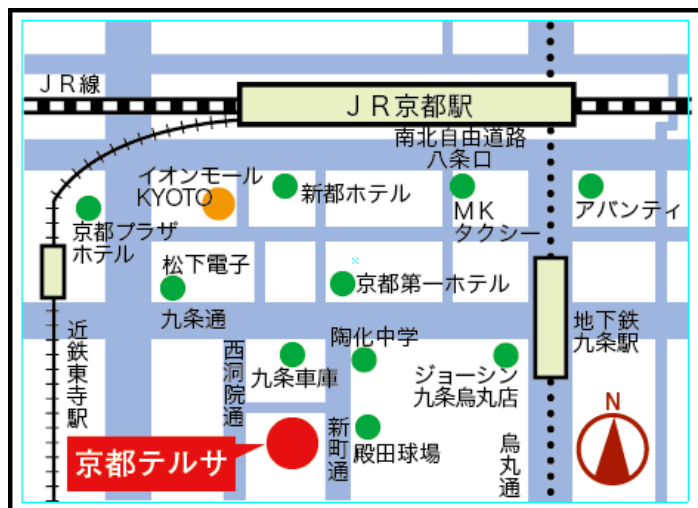 ＪＲ線
ＪＲ京都駅
南北自由道路
八条口
イオンモール
KYOTO
新都ホテル
MK
タクシー
アバンティ
京都プラザ
ホテル
松下電子
京都第一ホテル
九条通
地下鉄
九条駅
近鉄東寺駅
西洞院通
九条車庫
陶化中学
ジョーシン
九条烏丸店
新町通
殿田球場
烏丸通
N
京都テルサ